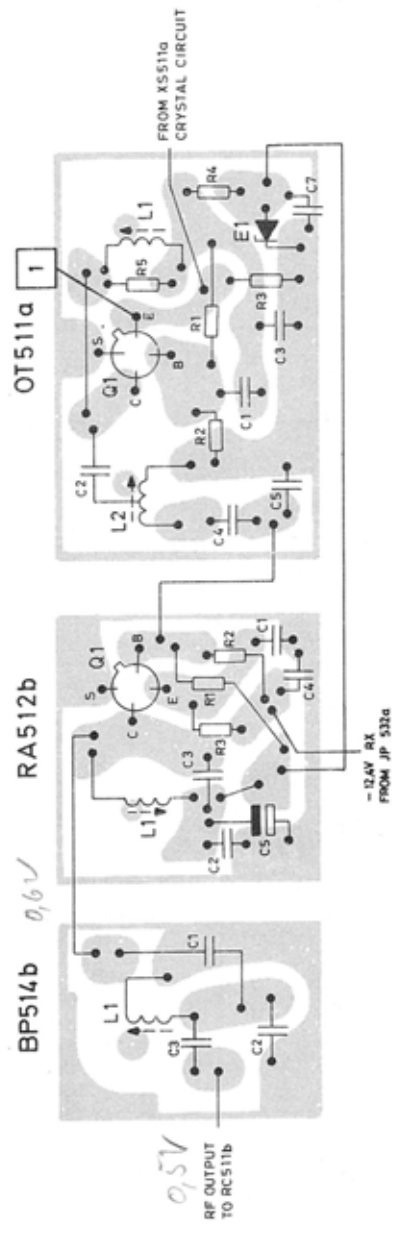 BP514b
0,6V
RA512b
OT511a
1
C1
L1
C3
C2
0,5V
RF OUTPUT
TO RC511b
S
Q1
B
C
E
L1
R1
R2
R3
C1
C3
C4
C2
C5
-12,6V RX
FROM JP 532a
C2
L2
C4
C5
Q1
S
C
B
E
R5
L1
R2
C1
R1
R4
R3
C3
E1
C7
FROM XS511a
CRYSTAL CIRCUIT